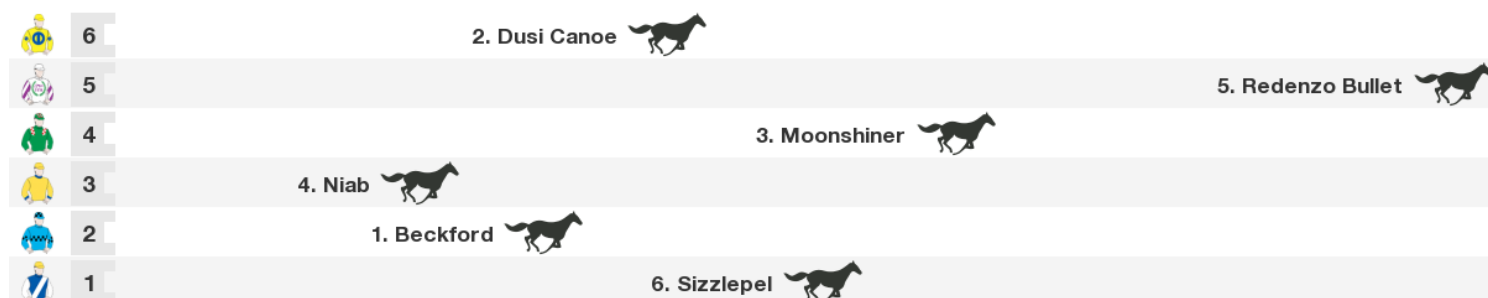 6 2. Dusi Canoe
5 5. Redenzo Bullet
4 3. Moonshiner
3 4. Niab
2 1. Beckford
1 6. Sizzlepel